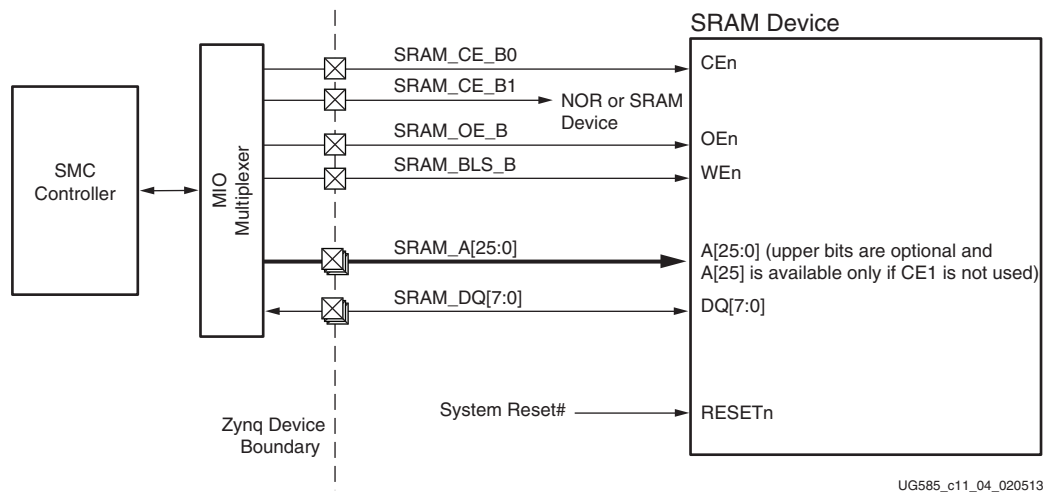 SRAM Device
SRAM_CE_B0
CEn
SRAM_CE_B1
NOR or SRAM
Device
SRAM_OE_B
OEn
SMC
Controller
MIO
Multiplexer
SRAM_BLS_B
WEn
SRAM_A[25:0]
A[25:0] (upper bits are optional and
A[25] is available only if CE1 is not used)
SRAM_DQ[7:0]
DQ[7:0]
System Reset#
RESETn
Zynq Device
Boundary
UG585_c11_04_020513